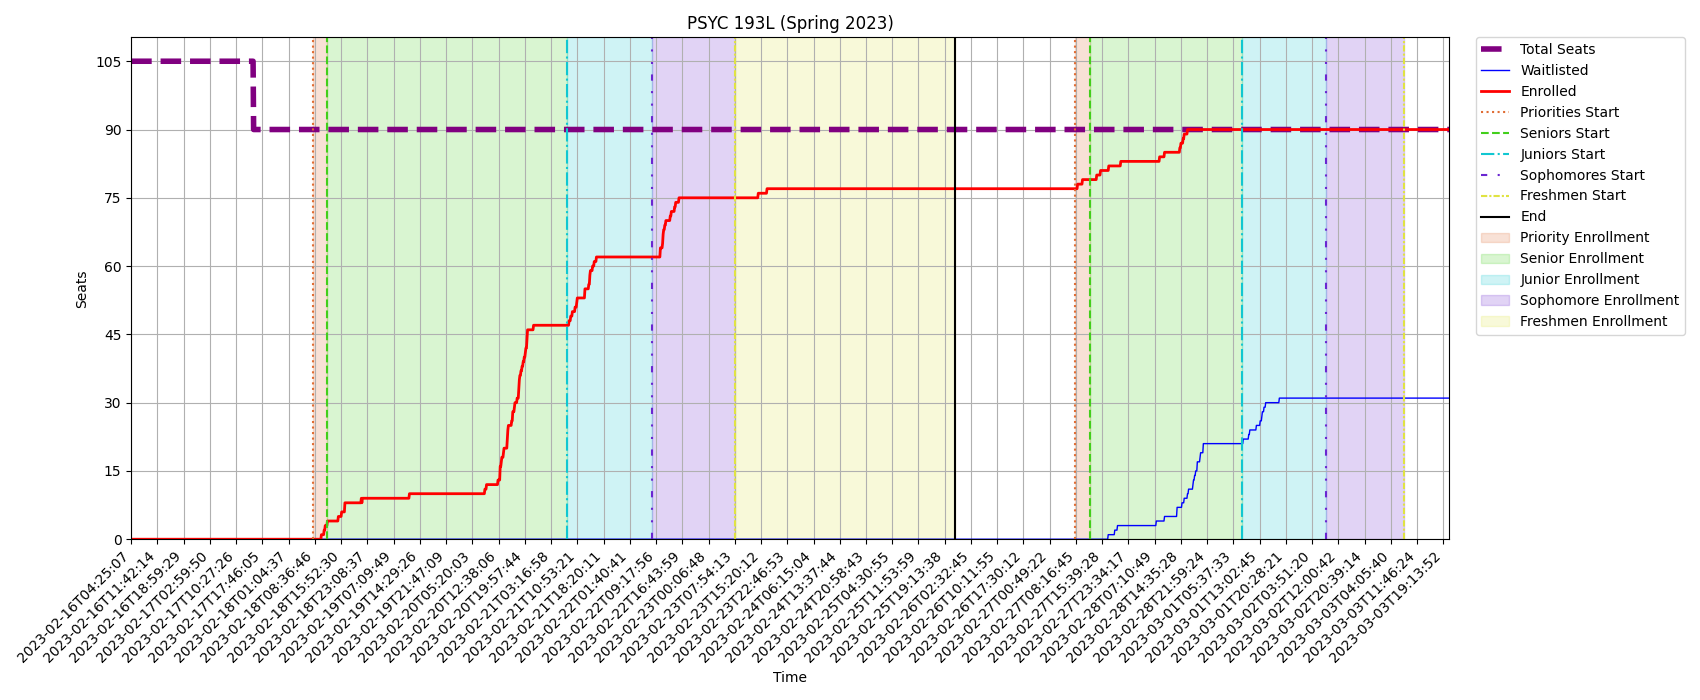 PSYC 193L (Spring 2023)
Seats
105
90
75
60
45
30
15
0
2023-02-16T04:25:07
2023-02-16T11:42:14
2023-02-16T18:59:29
2023-02-17T02:59:50
2023-02-17T10:27:26
2023-02-17T17:46:05
2023-02-18T01:04:37
2023-02-18T08:36:46
2023-02-18T15:52:30
2023-02-18T23:08:37
2023-02-19T07:09:49
2023-02-19T14:29:26
2023-02-19T21:47:09
2023-02-20T05:20:03
2023-02-20T12:38:06
2023-02-20T19:57:44
2023-02-21T03:16:58
2023-02-21T10:53:21
2023-02-21T18:20:11
2023-02-22T01:40:41
2023-02-22T09:17:56
2023-02-22T16:43:59
2023-02-23T00:06:48
2023-02-23T07:54:13
2023-02-23T15:20:12
2023-02-23T22:46:53
2023-02-24T06:15:04
2023-02-24T13:37:44
2023-02-24T20:58:43
2023-02-25T04:30:55
2023-02-25T11:53:59
2023-02-25T19:13:38
2023-02-26T02:32:45
2023-02-26T10:11:55
2023-02-26T17:30:12
2023-02-27T00:49:22
2023-02-27T08:16:45
2023-02-27T15:39:28
2023-02-27T23:34:17
2023-02-28T07:10:49
2023-02-28T14:35:28
2023-02-28T21:59:24
2023-03-01T05:37:33
2023-03-01T13:02:45
2023-03-01T20:28:21
2023-03-02T03:51:20
2023-03-02T12:00:42
2023-03-02T20:39:14
2023-03-03T04:05:40
2023-03-03T11:46:24
2023-03-03T19:13:52
Time
Total Seats
Waitlisted
Enrolled
Priorities Start
Seniors Start
Juniors Start
Sophomores Start
Freshmen Start
End
Priority Enrollment
Senior Enrollment
Junior Enrollment
Sophomore Enrollment
Freshmen Enrollment